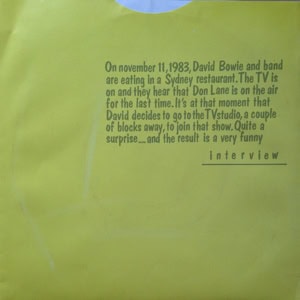 On november 11, 1983, David Bowie and band
are eating in a Sydney restaurant. The TV is
on and they hear that Don Lane is on the air
for the last time. It's at that moment that
David decides to go to the TVstudio, a couple
of blocks away, to join that show. Quite a
surprise.... and the result is a very funny
interview